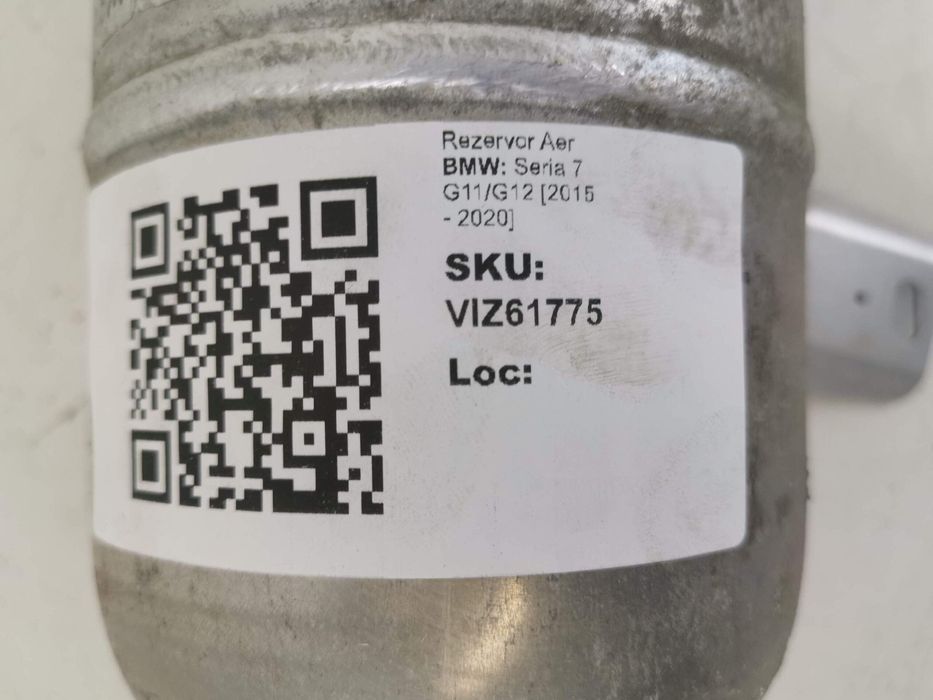 Rezervor Aer
BMW: Seria 7
G11/G12 [2015
- 2020]
SKU:
VIZ61775
Loc: